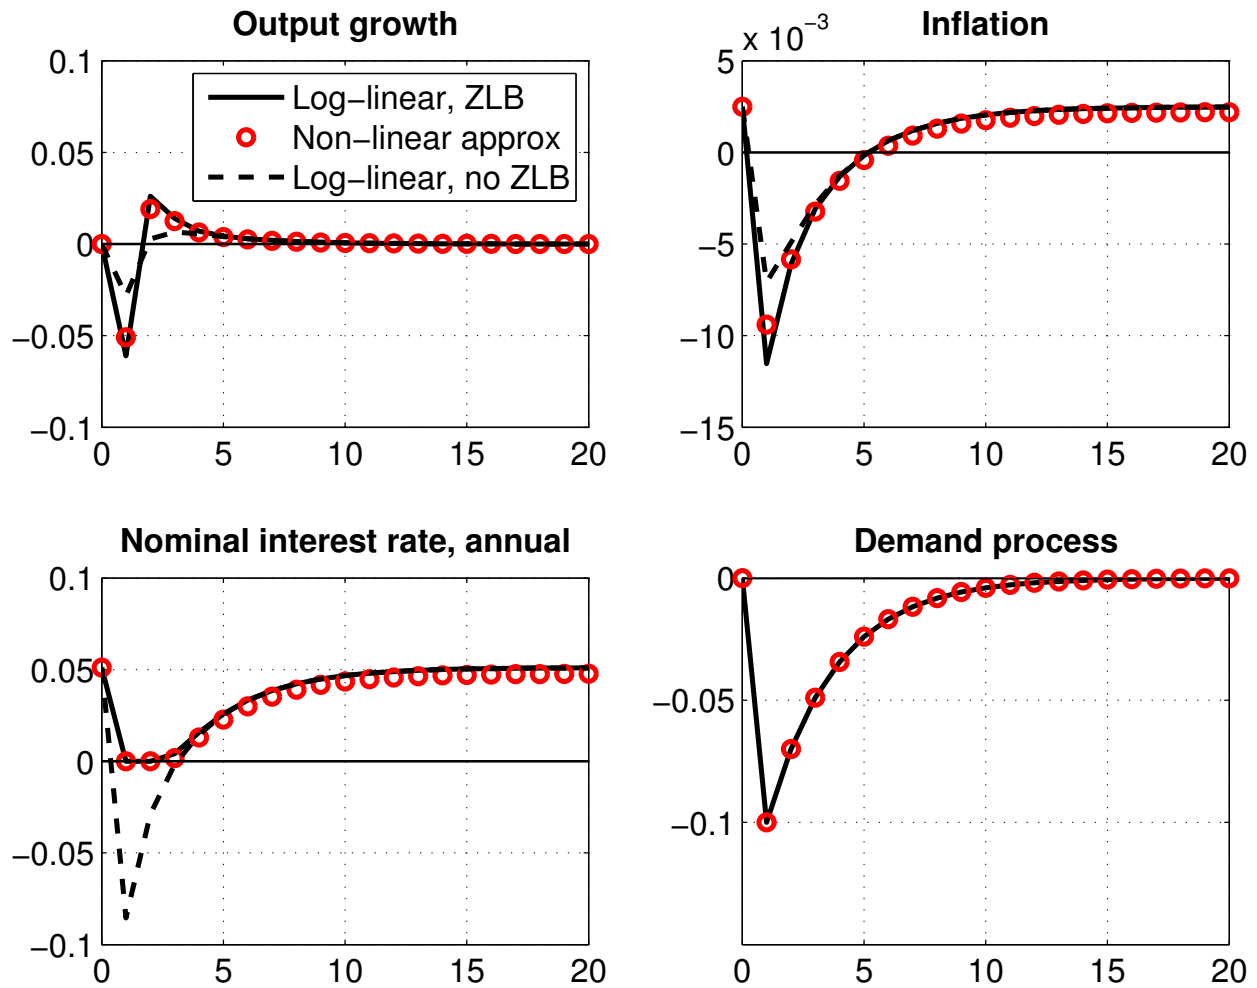 Output growth
0.1
0.05
0
−0.05
−0.1
0 5 10 15 20
Log−linear, ZLB
Non−linear approx
Log−linear, no ZLB
Inflation
x 10−3
5
0
−5
−10
−15
0 5 10 15 20
Nominal interest rate, annual
0.1
0.05
0
−0.05
−0.1
0 5 10 15 20
Demand process
0
−0.05
−0.1
0 5 10 15 20